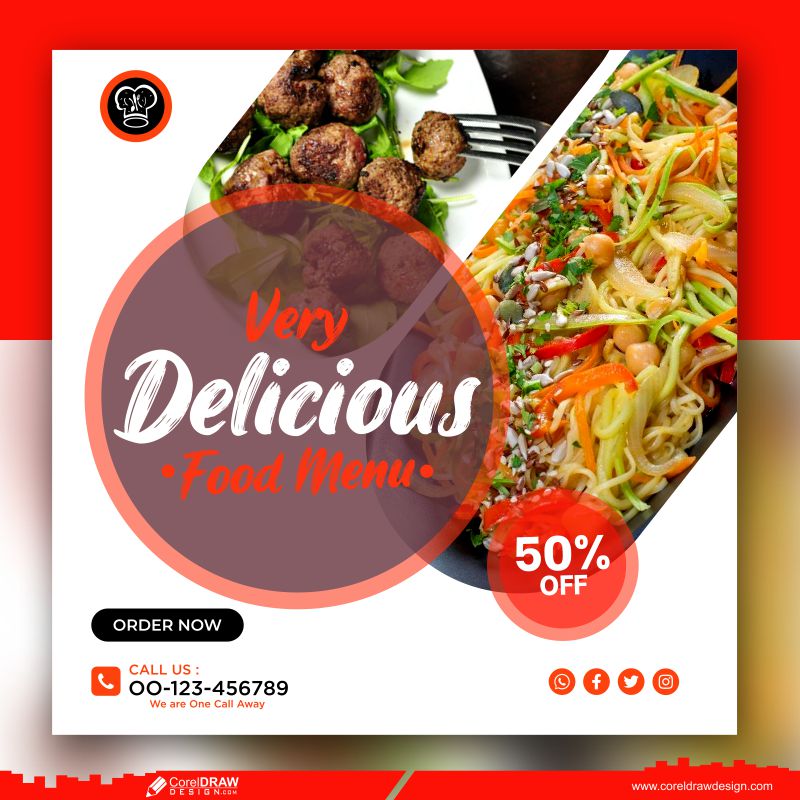 Very
Delicious
•Food Menu•
50%
OFF
ORDER NOW
CALL US :
OO-123-456789
We are One Call Away
CorelDRAW
DESIGN.COM
www.coreldrawdesign.com